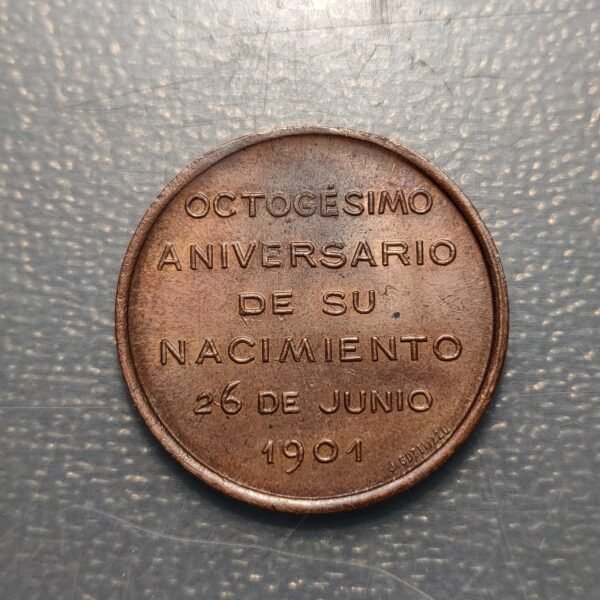 OCTOGÉSIMO
ANIVERSARIO
DE SU
NACIMIENTO
26 DE JUNIO
1901